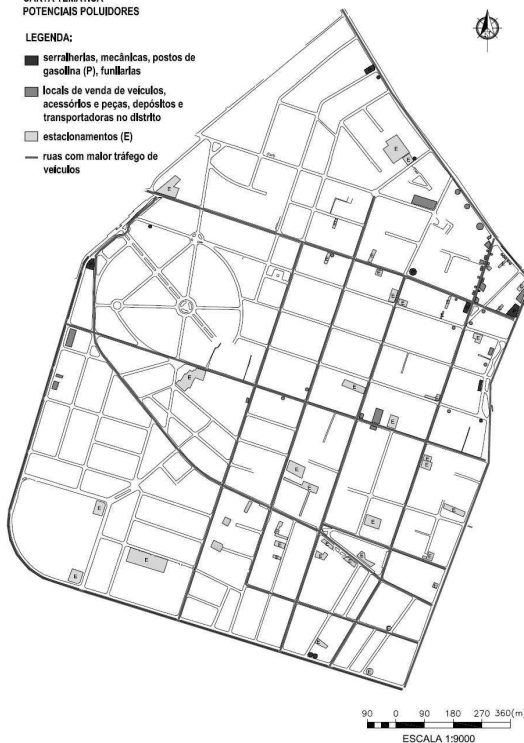 POTENCIAIS POLUIDORES
LEGENDA:
serralherias, mecânicas, postos de
gasolina (P), funilarias
locais de venda de veículos,
acessórios e peças, depósitos e
transportadoras no distrito
estacionamentos (E)
ruas com maior tráfego de
veículos
E
E
E
E
E
E
E
E
E
E
E
E
90 0 90 180 270 360(m)
ESCALA 1:9000